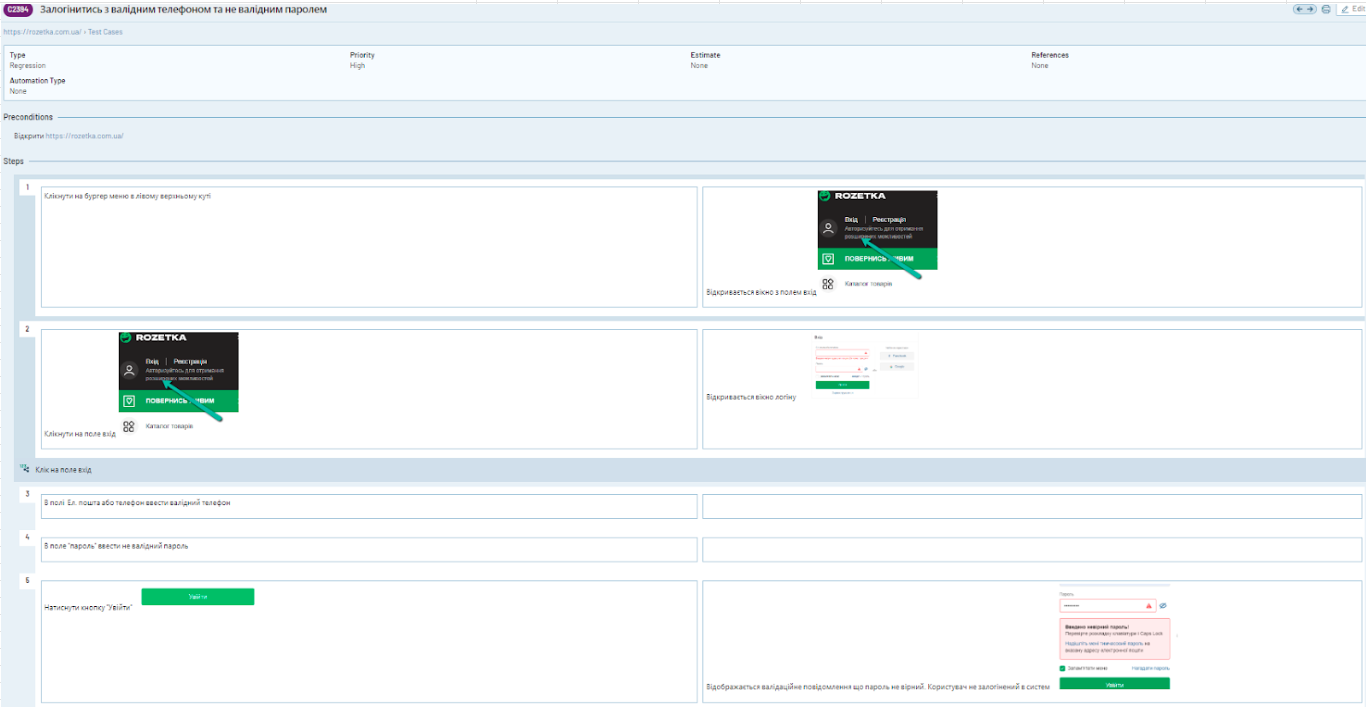 C2384 Залогінитись з валідним телефоном та не валідним паролем
Edit
https://rozetka.com.ua/ › Test Cases
Type Priority Estimate References
Regression High None None
Automation Type
None
Preconditions
Відкрити https://rozetka.com.ua/
Steps
1
Клікнути на бургер меню в лівому верхньому куті
ROZETKA
Вхід | Реєстрація
Авторизуйтесь для отримання
розширених можливостей
ПОВЕРНИСЬ ЖИВИМ
Каталог товарів
Відкривається вікно з полем вхід
2
ROZETKA
Вхід | Реєстрація
Авторизуйтесь для отримання
розширених можливостей
ПОВЕРНИСЬ ЖИВИМ
Каталог товарів
Клікнути на поле вхід
Вхід
Відкривається вікно логіну
Клік на поле вхід
3
В полі Ел. пошта або телефон ввести валідний телефон
4
В поле "пароль" ввести не валідний пароль
5
Увійти
Натиснути кнопку "Увійти"
Пароль
Введено невірний пароль!
Перевірте розкладку клавіатури і Caps Lock
Надішліть мені тимчасовий пароль на
вказану адресу електронної пошти
Запам'ятати мене Нагадати пароль
Увійти
Відображається валідаційне повідомлення що пароль не вірний. Користувач не залогінений в систем